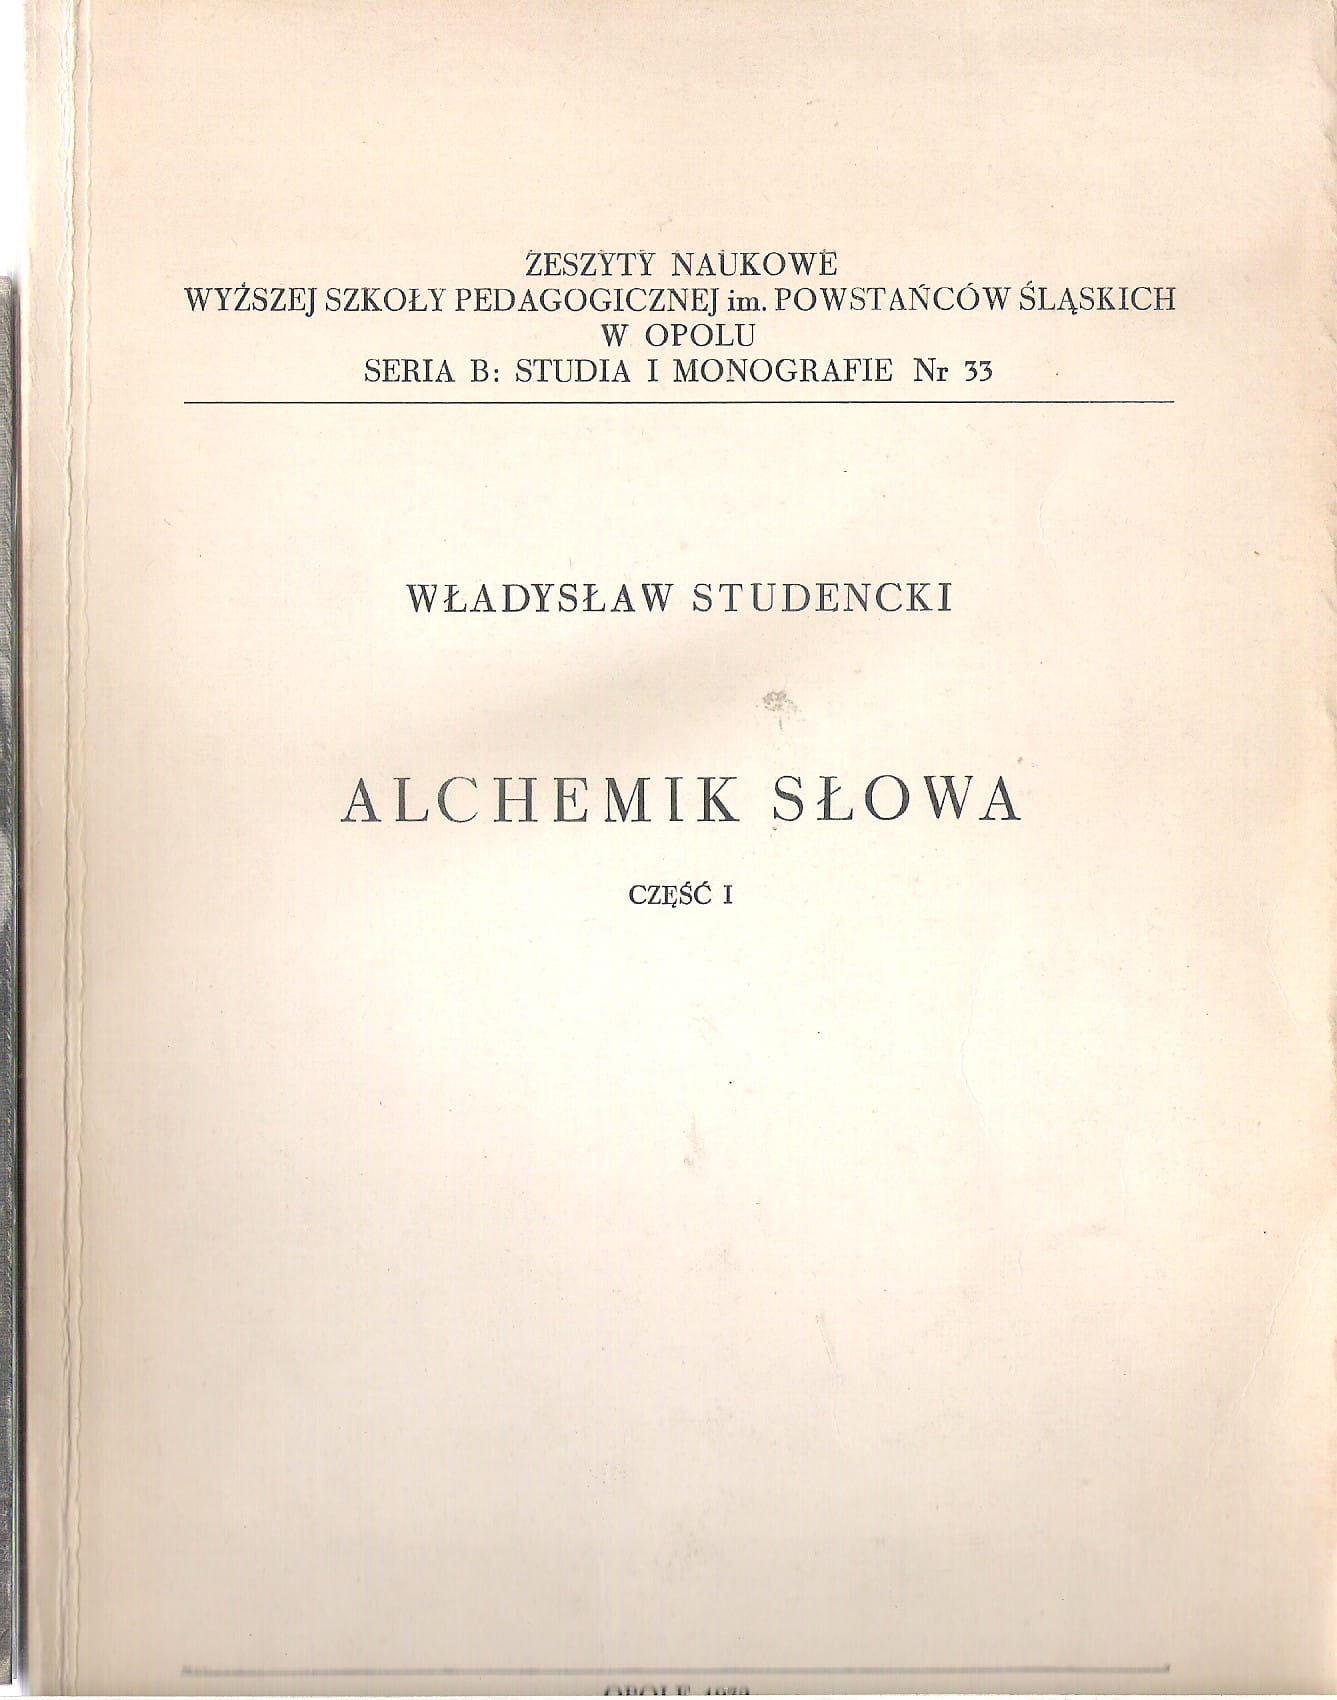 ZESZYTY NAUKOWE
WYŻSZEJ SZKOŁY PEDAGOGICZNEJ im. POWSTAŃCÓW ŚLĄSKICH
W OPOLU
SERIA B: STUDIA I MONOGRAFIE Nr 33
WŁADYSŁAW STUDENCKI
ALCHEMIK SŁOWA
CZĘŚĆ I
OPOLE